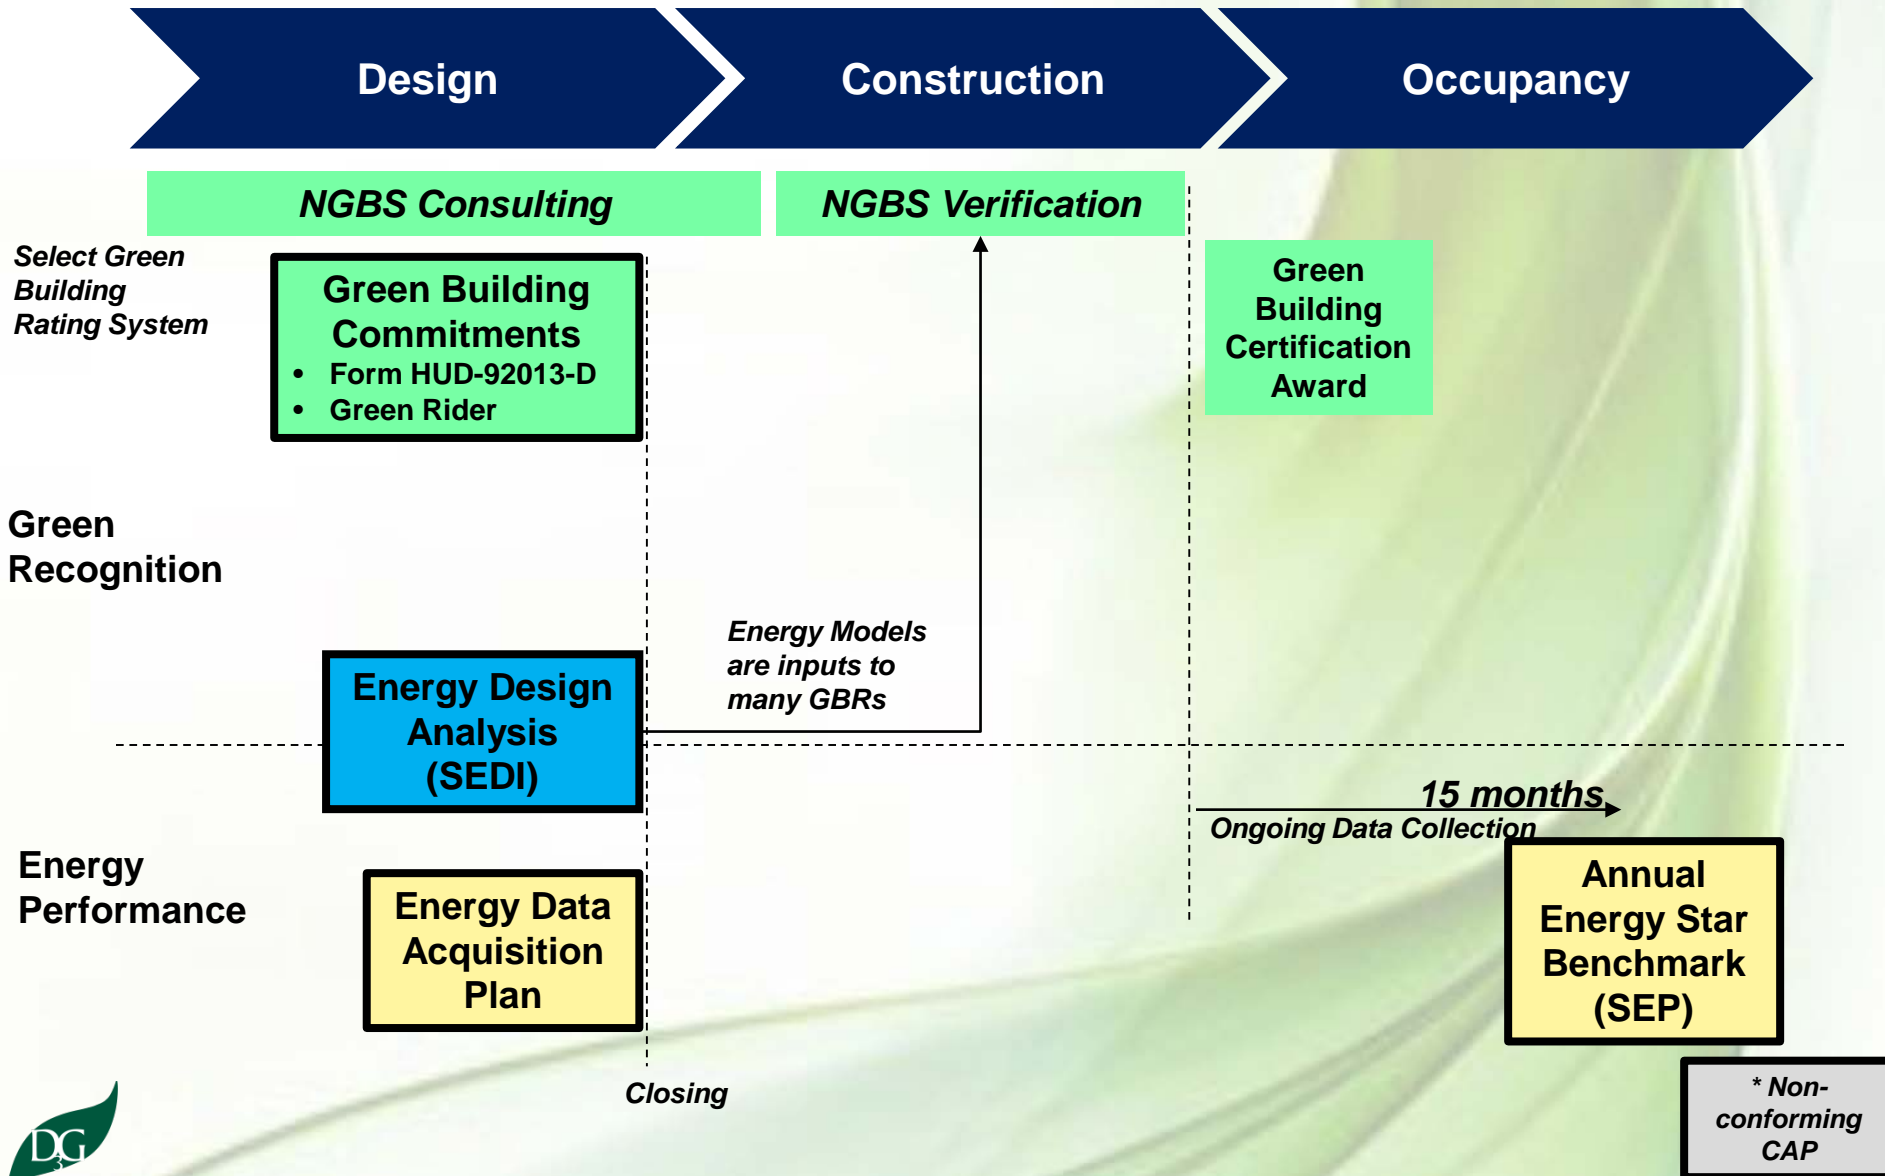 Design
Construction
Occupancy
NGBS Consulting
NGBS Verification
Select Green
Building
Rating System
Green Building
Commitments
• Form HUD-92013-D
• Green Rider
Green
Building
Certification
Award
Green
Recognition
Energy Models
are inputs to
many GBRs
Energy Design
Analysis
(SEDI)
15 months
Ongoing Data Collection
Energy
Performance
Energy Data
Acquisition
Plan
Annual
Energy Star
Benchmark
(SEP)
Closing
* Non-
conforming
CAP
D3G